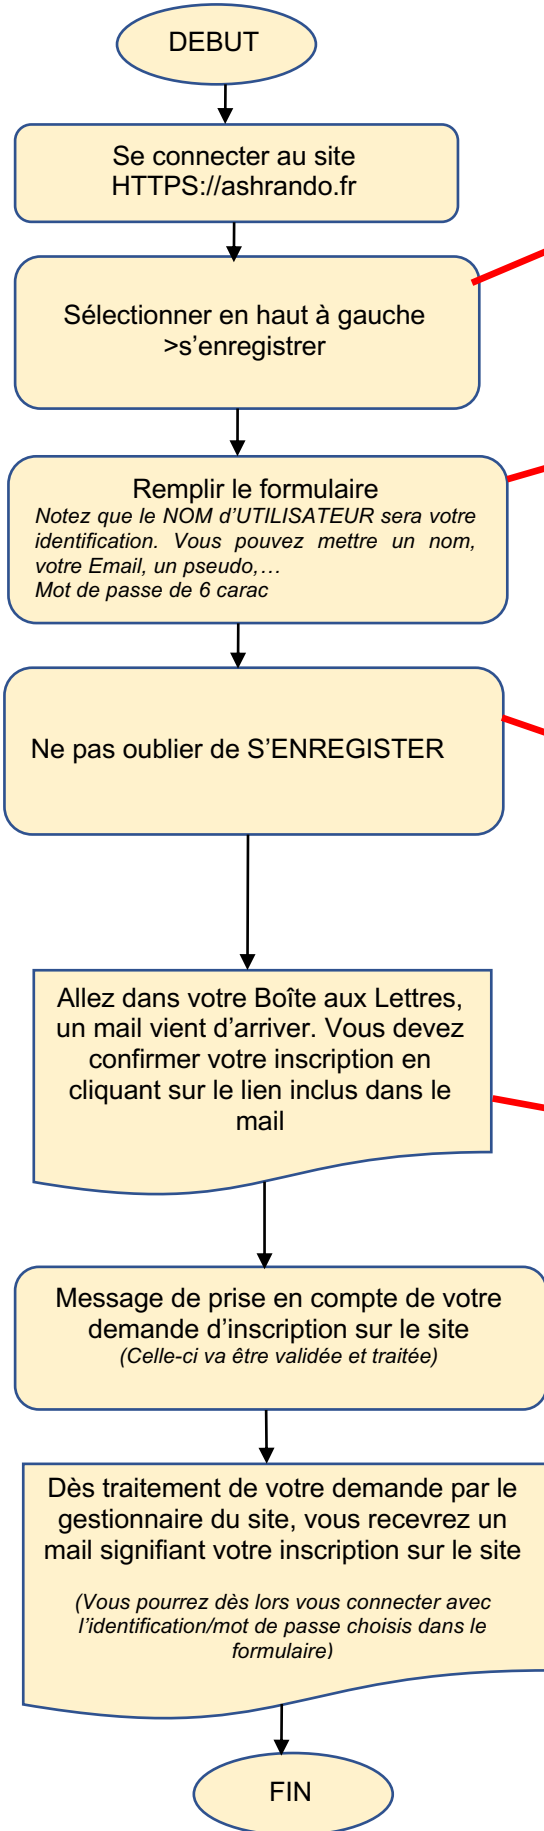 DEBUT
Se connecter au site
HTTPS://ashrando.fr
Sélectionner en haut à gauche
>s’enregistrer
Remplir le formulaire
Notez que le NOM d’UTILISATEUR sera votre
identification. Vous pouvez mettre un nom,
votre Email, un pseudo,…
Mot de passe de 6 carac
Ne pas oublier de S’ENREGISTER
Allez dans votre Boîte aux Lettres,
un mail vient d’arriver. Vous devez
confirmer votre inscription en
cliquant sur le lien inclus dans le
mail
Message de prise en compte de votre
demande d’inscription sur le site
(Celle-ci va être validée et traitée)
Dès traitement de votre demande par le
gestionnaire du site, vous recevrez un
mail signifiant votre inscription sur le site
(Vous pourrez dès lors vous connecter avec
l’identification/mot de passe choisis dans le
formulaire)
FIN